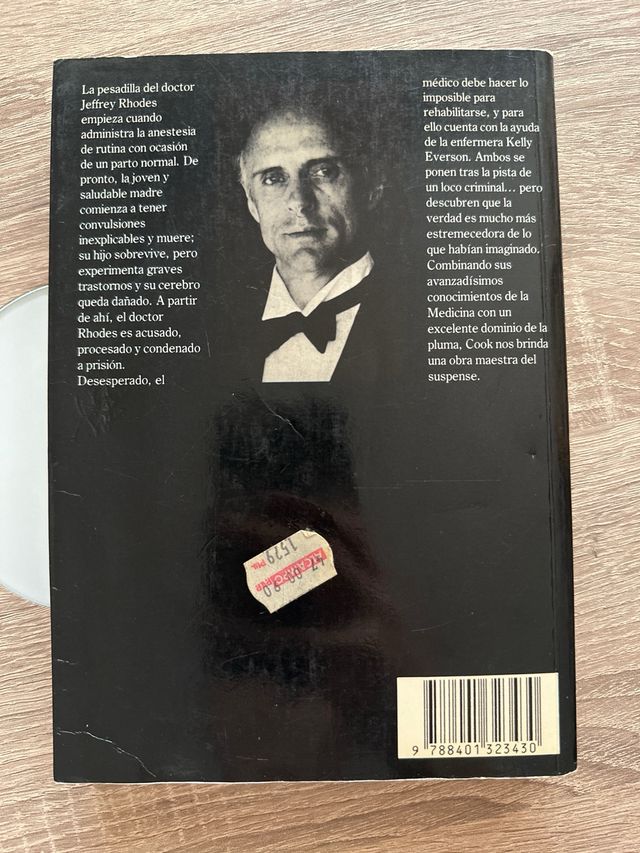 La pesadilla del doctor
Jeffrey Rhodes
empieza cuando
administra la anestesia
de rutina con ocasión
de un parto normal. De
pronto, la joven y
saludable madre
comienza a tener
convulsiones
inexplicables y muere;
su hijo sobrevive, pero
experimenta graves
trastornos y su cerebro
queda dañado. A partir
de ahí, el doctor
Rhodes es acusado,
procesado y condenado
a prisión.
Desesperado, el
médico debe hacer lo
imposible para
rehabilitarse, y para
ello cuenta con la ayuda
de la enfermera Kelly
Everson. Ambos se
ponen tras la pista de
un loco criminal... pero
descubren que la
verdad es mucho más
estremecedora de lo
que habían imaginado.
Combinando sus
avanzadísimos
conocimientos de la
Medicina con un
excelente dominio de la
pluma, Cook nos brinda
una obra maestra del
suspense.
1579 Pts.
9 788401 323430